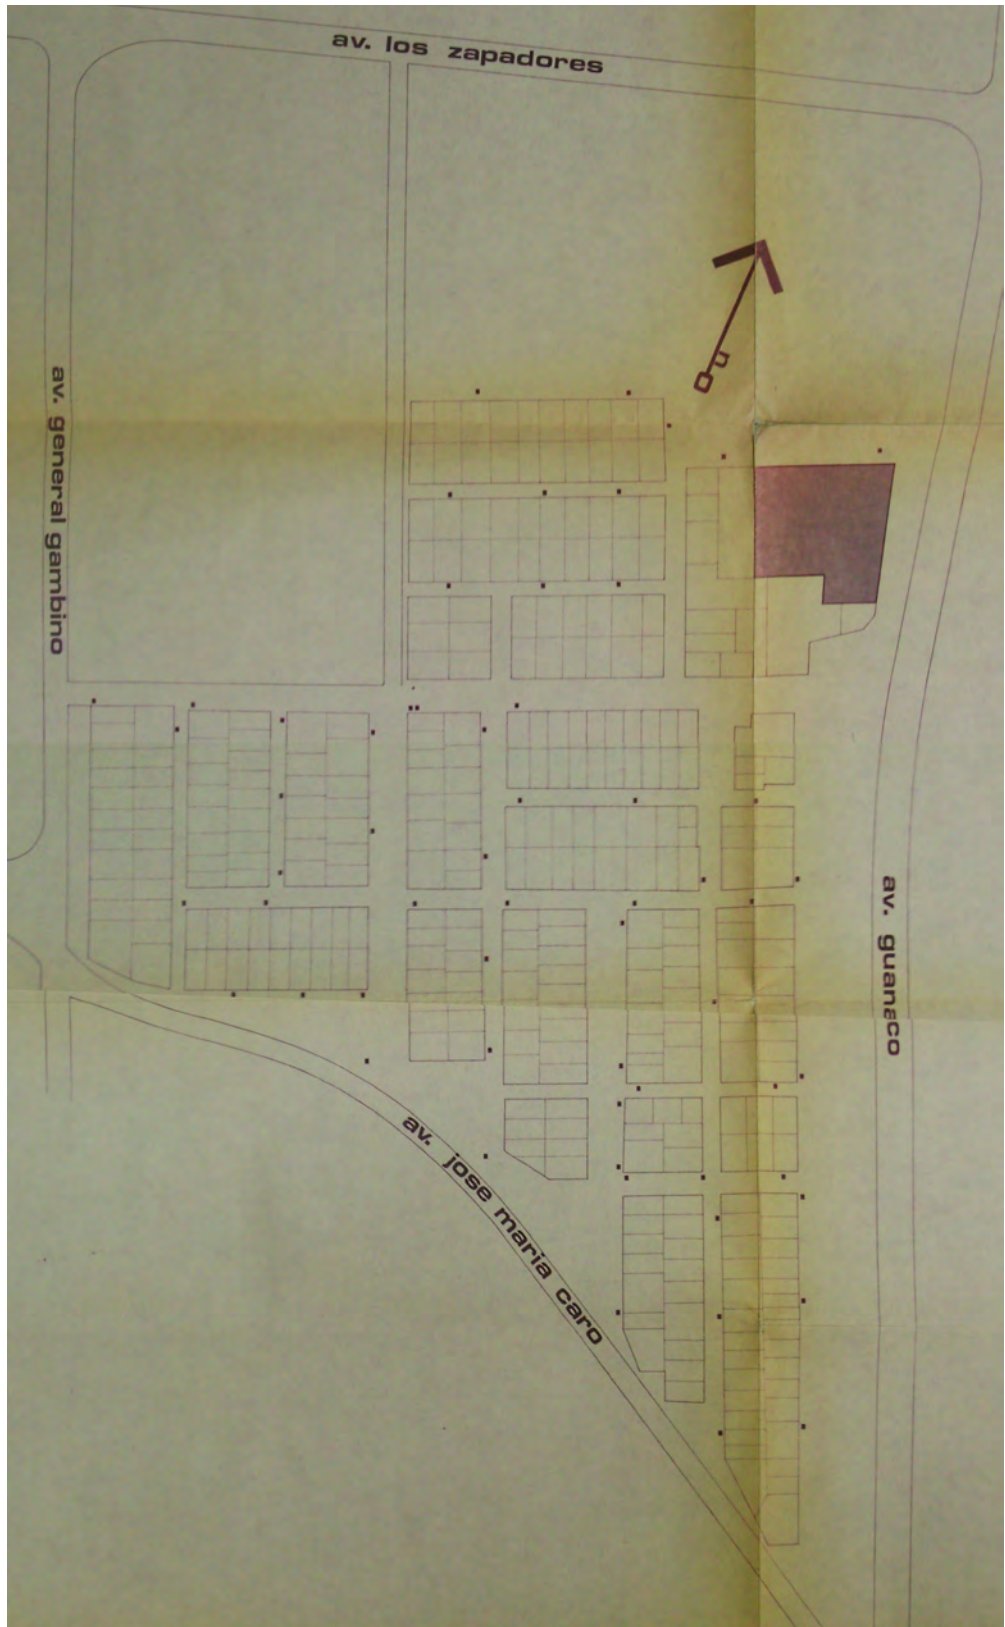 av. los zapadores
n
av. general gambino
av. guanaco
av. jose maria caro